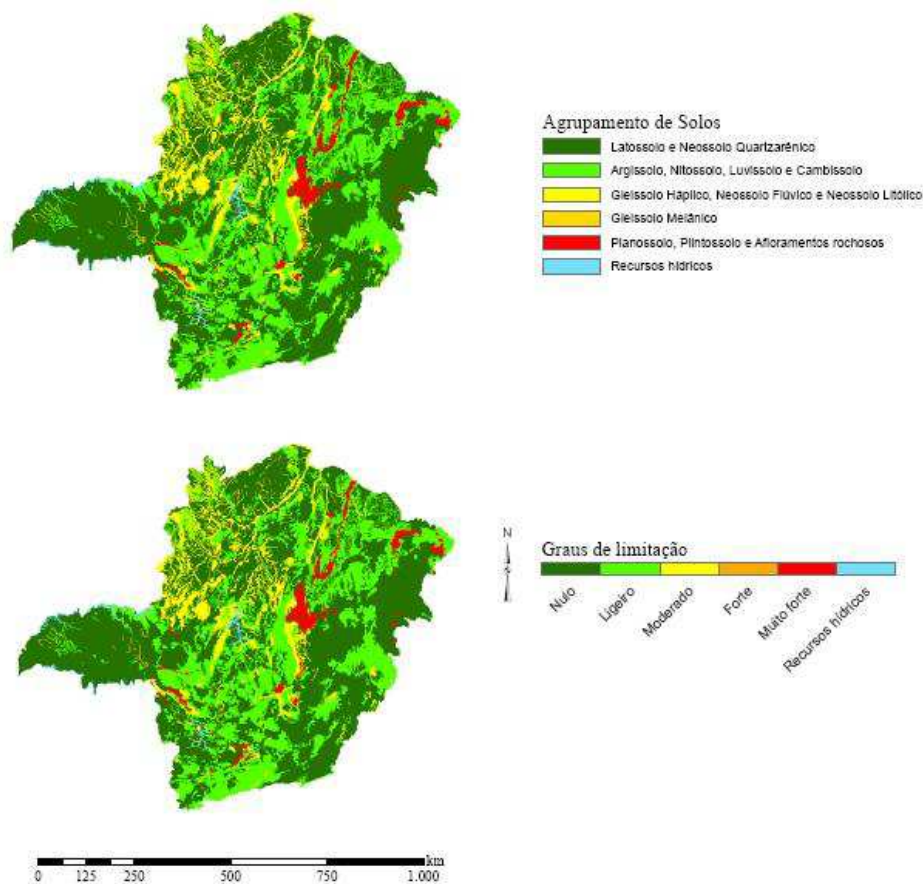 Agrupamento de Solos
Latossolo e Neossolo Quartzarênico
Argissolo, Nitossolo, Luvissolo e Cambissolo
Gleissolo Háplico, Neossolo Flúvico e Neossolo Litólico
Gleissolo Melânico
Planossolo, Plintossolo e Afloramentos rochosos
Recursos hídricos
N
S
Graus de limitação
Nulo
Ligeiro
Moderado
Forte
Muito forte
Recursos hídricos
km
0 125 250 500 750 1.000